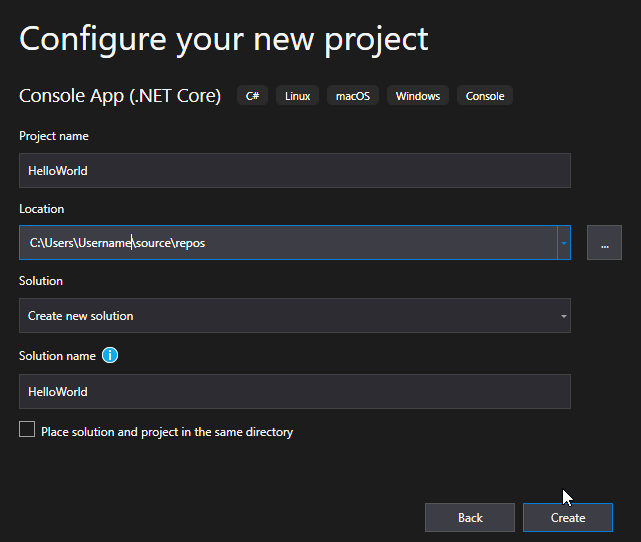 Configure your new project
Console App (.NET Core) C# Linux macOS Windows Console
Project name
HelloWorld
Location
C:\Users\Username\source\repos
...
Solution
Create new solution
Solution name i
HelloWorld
Place solution and project in the same directory
Back Create